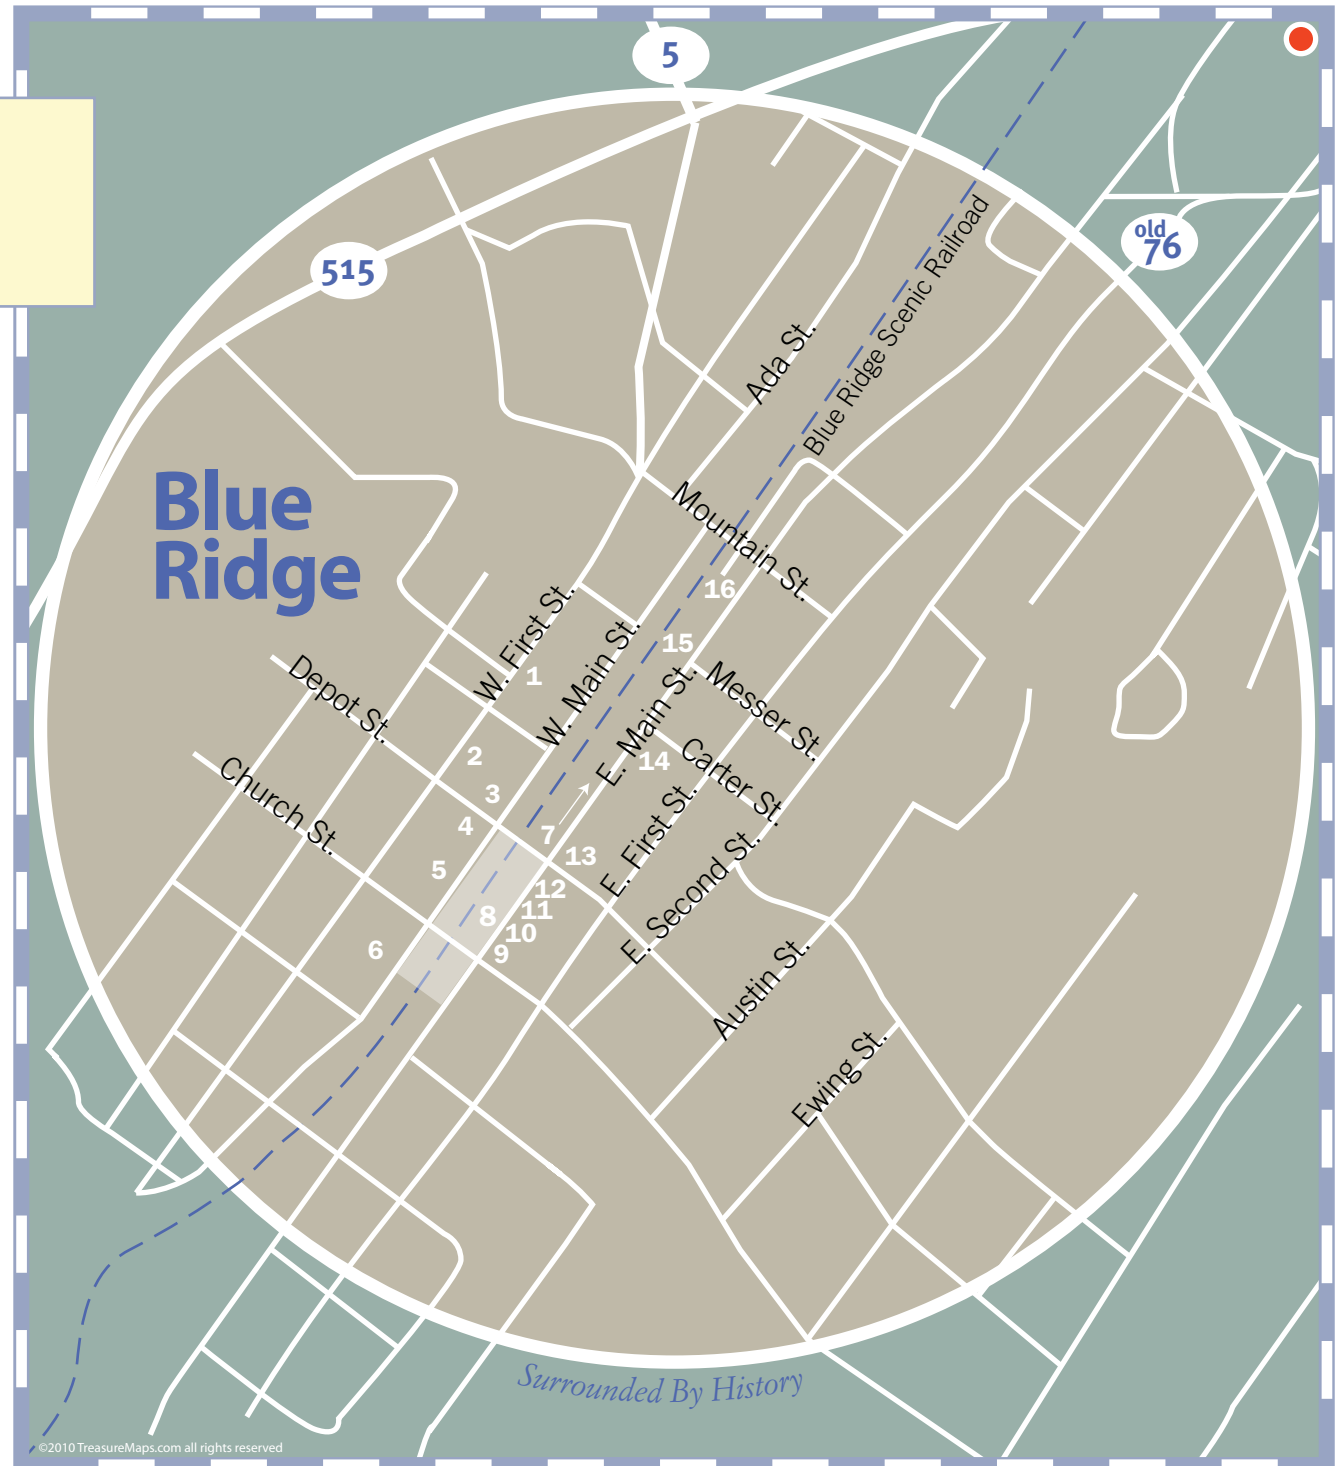 5
old
76
515
Blue Ridge Scenic Railroad
Ada St.
Blue
Ridge
Mountain St.
16
W. First St.
W. Main St.
15
1
Depot St.
E. Main St.
Messer St.
2
14
Carter St.
Church St.
3
4
7
E. First St.
13
5
12
E. Second St.
8
11
10
9
6
Austin St.
Ewing St.
Surrounded By History
©2010 TreasureMaps.com all rights reserved